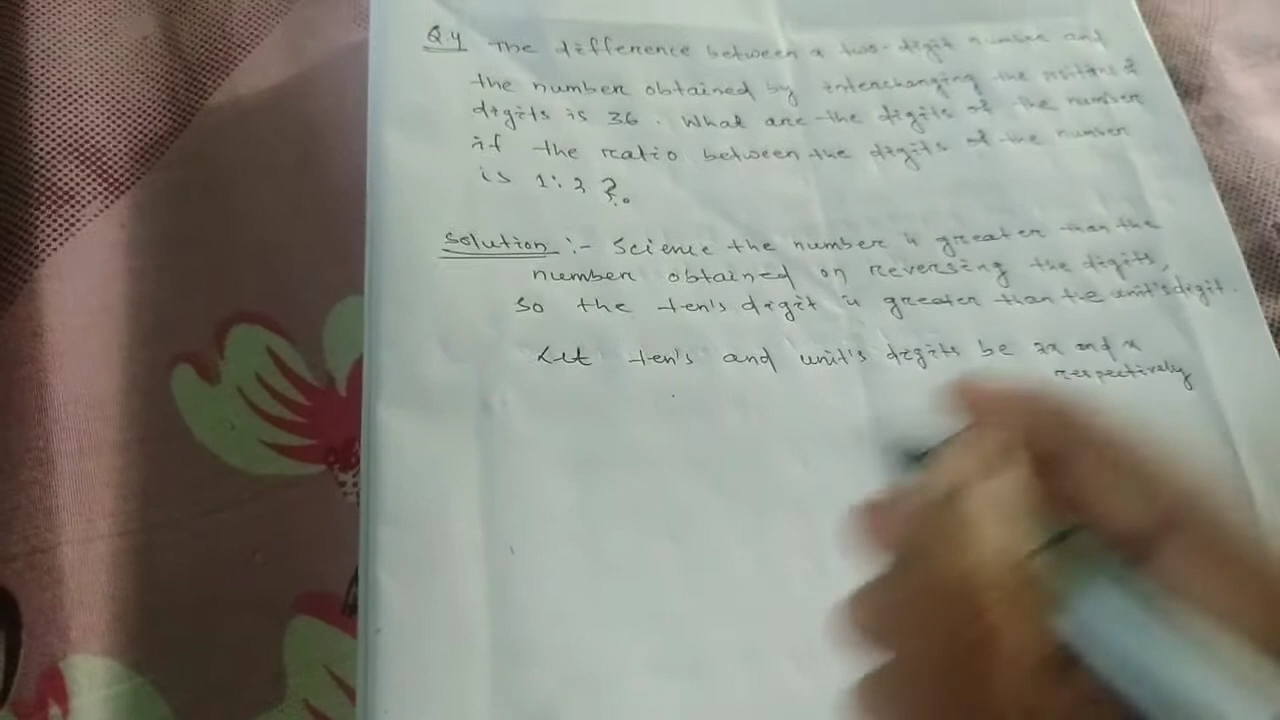 Q.4 The difference between a two-digit number and
the number obtained by interchanging the positions of
digits is 36. What are the digits of the number
if the ratio between the digits of the number
is 1:2 ?.
Solution :- Science the number is greater than the
number obtained on reversing the digits,
so the ten's digit is greater than the unit's digit.
Let ten's and unit's digits be 2x and x
respectively